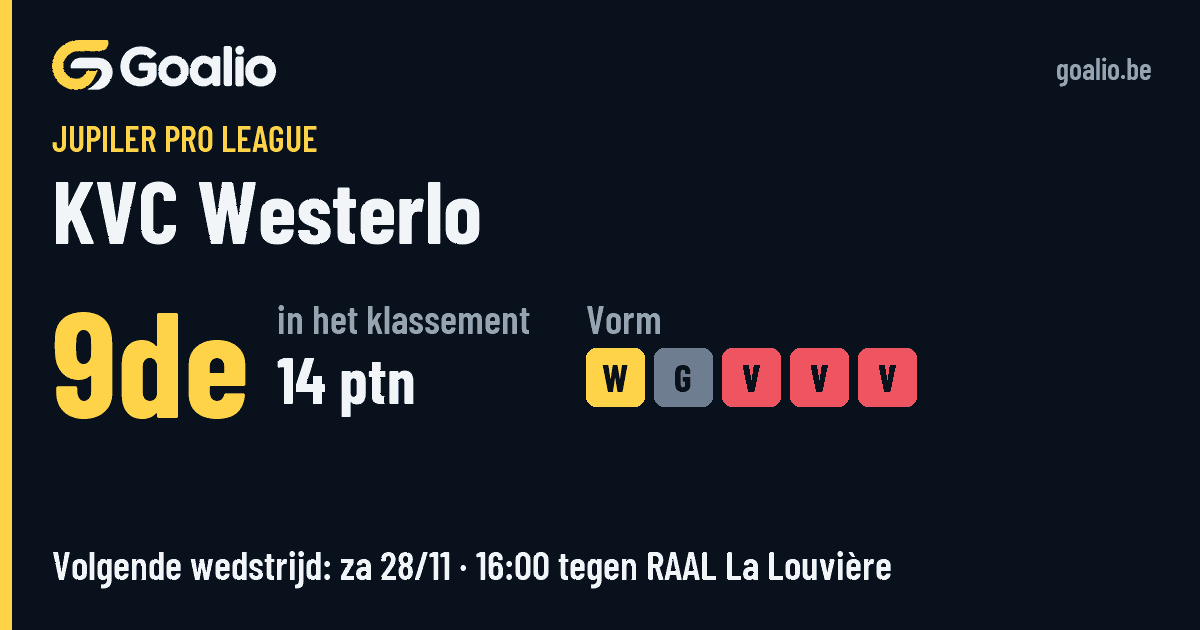 Goalio
goalio.be
JUPILER PRO LEAGUE
KVC Westerlo
9de
in het klassement
14 ptn
Vorm
W G V V V
Volgende wedstrijd: za 28/11 · 16:00 tegen RAAL La Louvière